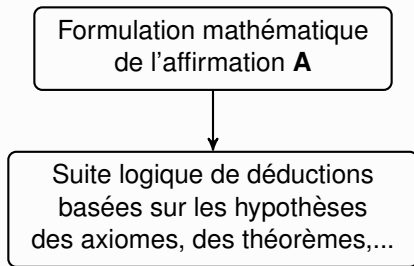 Formulation mathématique
de l'affirmation A
Suite logique de déductions
basées sur les hypothèses
des axiomes, des théorèmes,...